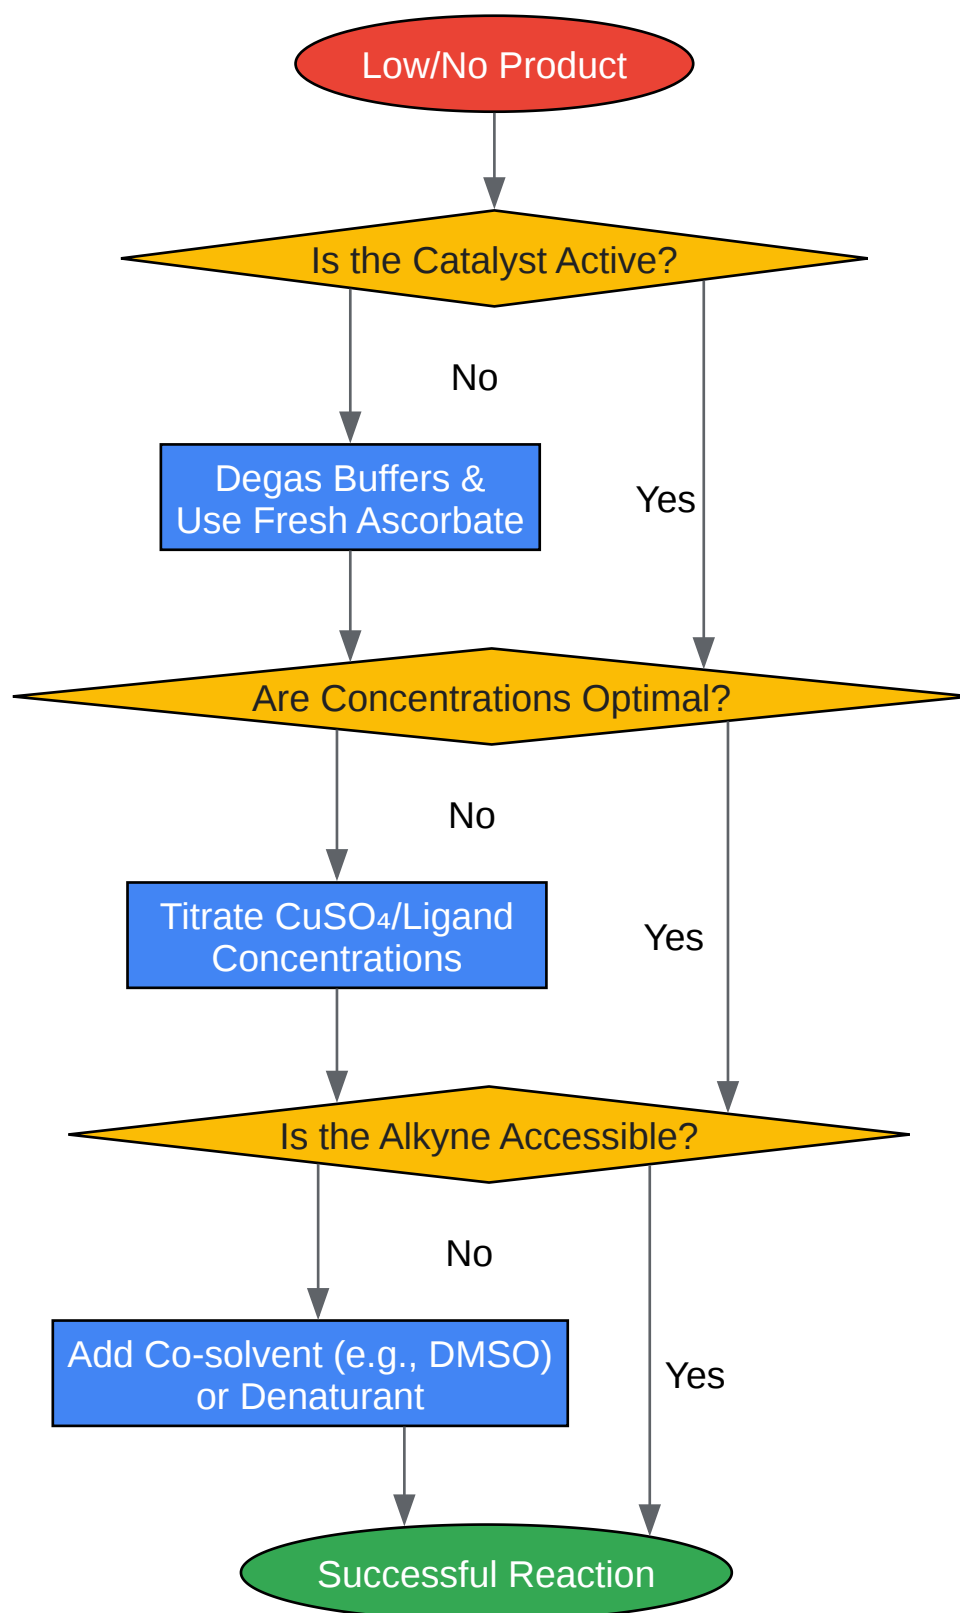 Low/No Product
Is the Catalyst Active?
No
Degas Buffers &
Use Fresh Ascorbate
Yes
Are Concentrations Optimal?
No
Titrate CuSO₄/Ligand
Concentrations
Yes
Is the Alkyne Accessible?
No
Add Co-solvent (e.g., DMSO)
or Denaturant
Yes
Successful Reaction